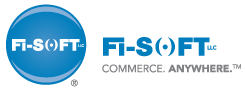 Fi-SOFT LLC
®
Fi-SOFT LLC
COMMERCE. ANYWHERE.™